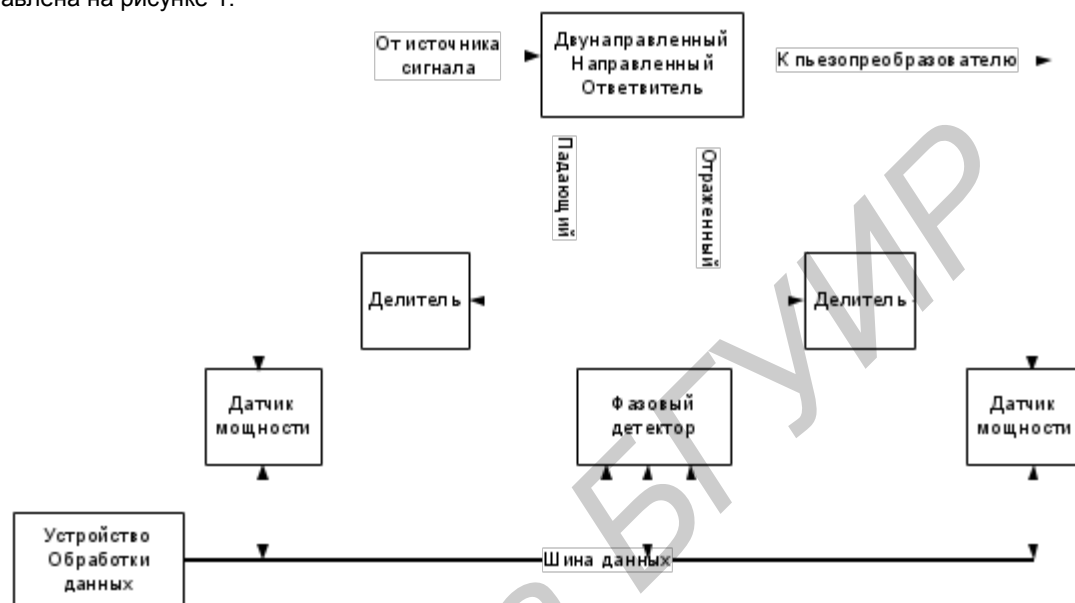 авлена на рисунке 1.
От источника
сигнала
Двунаправленный
Направленный
Ответвитель
К пьезопреобразователю
Падающий
Отраженный
Делитель
Делитель
Датчик
мощности
Фазовый
детектор
Датчик
мощности
Устройство
Обработки
данных
Шина данных
БГУИР